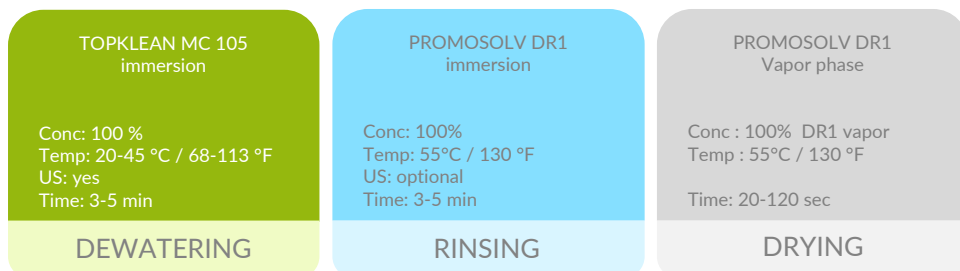 TOPKLEAN MC 105
immersion
Conc: 100 %
Temp: 20-45 °C / 68-113 °F
US: yes
Time: 3-5 min
DEWATERING
PROMOSOLV DR1
immersion
Conc: 100%
Temp: 55°C / 130 °F
US: optional
Time: 3-5 min
RINSING
PROMOSOLV DR1
Vapor phase
Conc : 100% DR1 vapor
Temp : 55°C / 130 °F
Time: 20-120 sec
DRYING